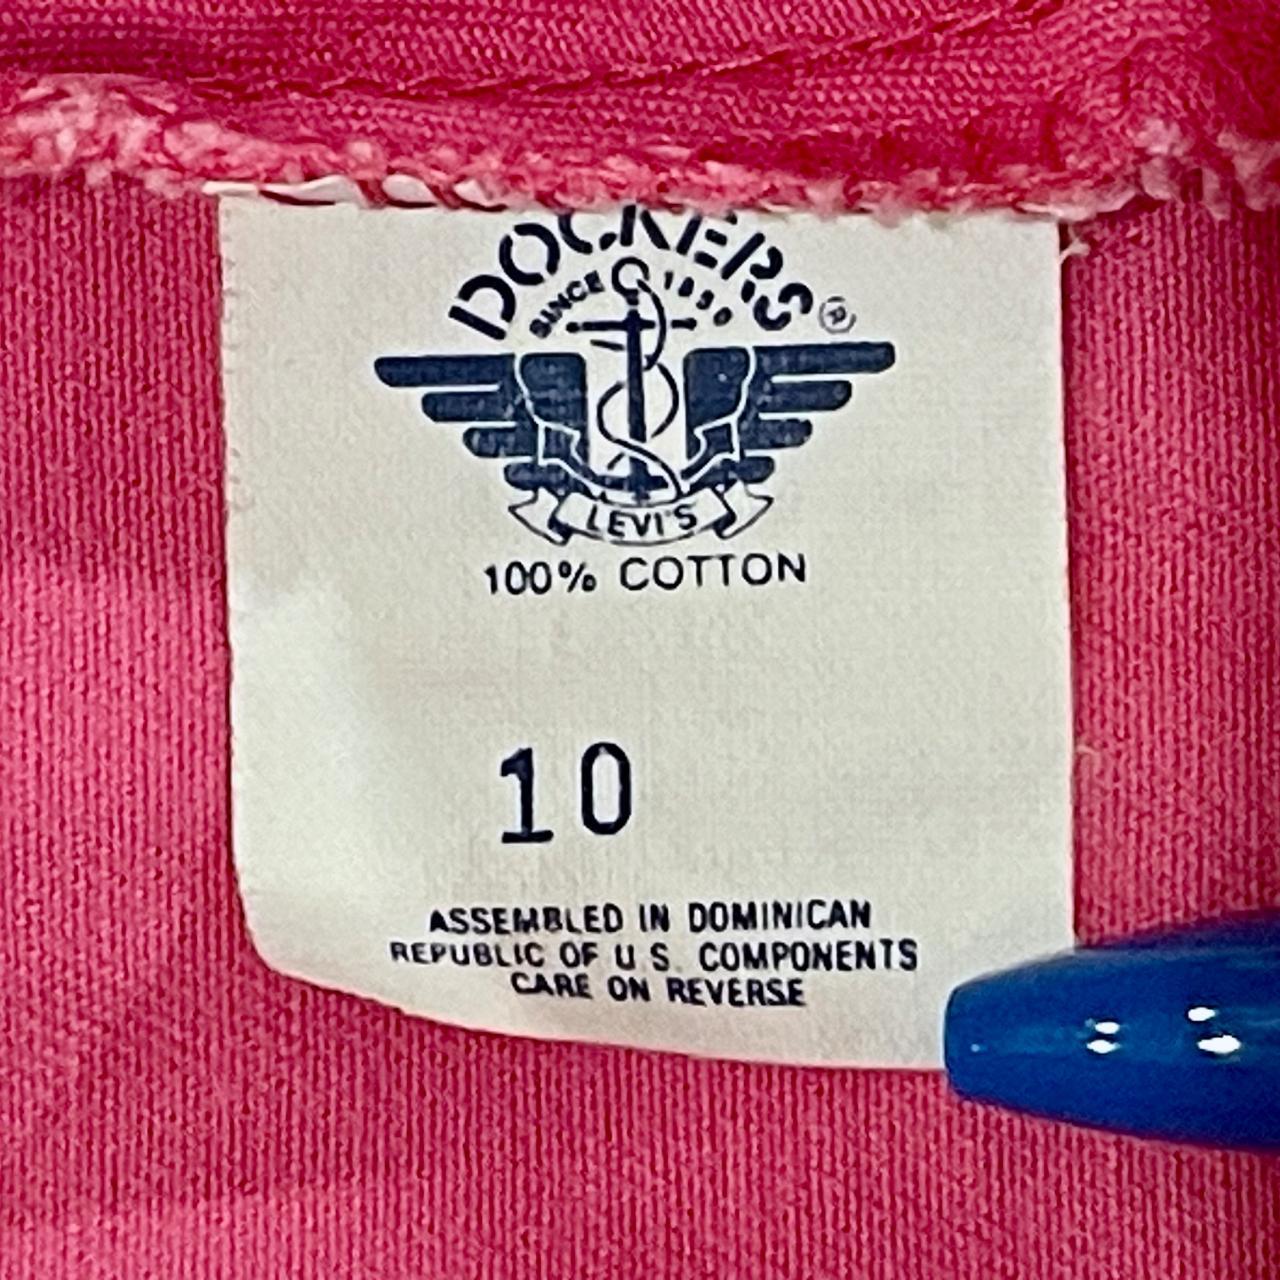 DOCKERS®
SINCE 1850
LEVI'S
100% COTTON
10
ASSEMBLED IN DOMINICAN
REPUBLIC OF U.S. COMPONENTS
CARE ON REVERSE